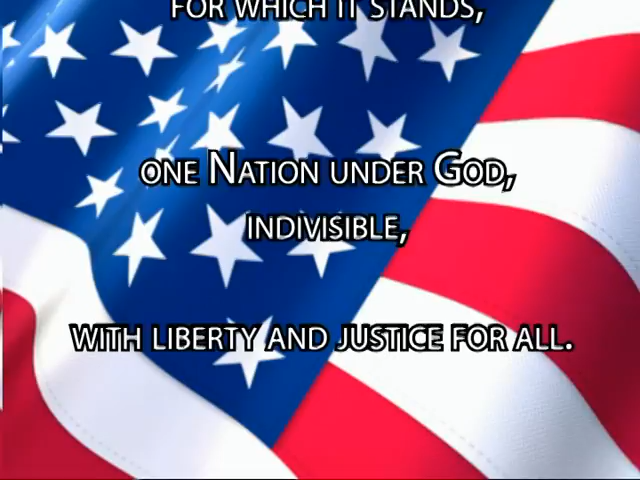 FOR WHICH IT STANDS,
ONE NATION UNDER GOD,
INDIVISIBLE,
WITH LIBERTY AND JUSTICE FOR ALL.